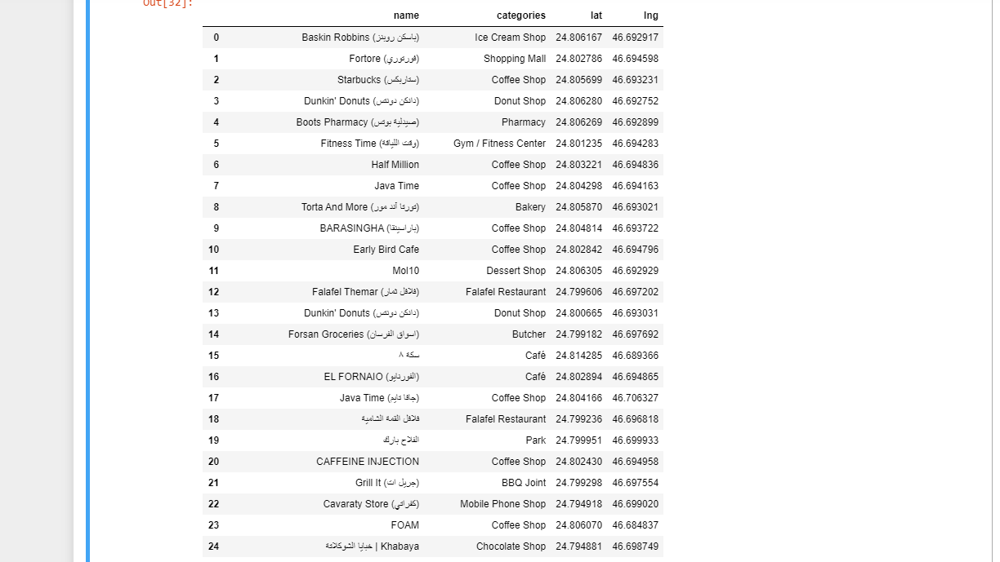 Out[32]:
name categories lat lng
0 Baskin Robbins (باسكن روبنز) Ice Cream Shop 24.806167 46.692917
1 Fortore (فورتوري) Shopping Mall 24.802786 46.694598
2 Starbucks (ستاربكس) Coffee Shop 24.805699 46.693231
3 Dunkin' Donuts (دانكن دونتس) Donut Shop 24.806280 46.692752
4 Boots Pharmacy (صيدلية بوتس) Pharmacy 24.806269 46.692899
5 Fitness Time (وقت اللياقة) Gym / Fitness Center 24.801235 46.694283
6 Half Million Coffee Shop 24.803221 46.694836
7 Java Time Coffee Shop 24.804298 46.694163
8 Torta And More (تورتا آند مور) Bakery 24.805870 46.693021
9 BARASINGHA (باراسينقا) Coffee Shop 24.804814 46.693722
10 Early Bird Cafe Coffee Shop 24.802842 46.694796
11 Mol10 Dessert Shop 24.806305 46.692929
12 Falafel Themar (فلافل ثمار) Falafel Restaurant 24.799606 46.697202
13 Dunkin' Donuts (دانكن دونتس) Donut Shop 24.800665 46.693031
14 Forsan Groceries (اسواق الفرسان) Butcher 24.799182 46.697692
15 سكة ٨ Café 24.814285 46.689366
16 EL FORNAIO (الفورنايو) Café 24.802894 46.694865
17 Java Time (جافا تايم) Coffee Shop 24.804166 46.706327
18 فلافل القمة الشامية Falafel Restaurant 24.799236 46.696818
19 الفلاح بارك Park 24.799951 46.699933
20 CAFFEINE INJECTION Coffee Shop 24.802430 46.694958
21 Grill It (جريل ات) BBQ Joint 24.799298 46.697554
22 Cavaraty Store (كفراتي) Mobile Phone Shop 24.794918 46.699020
23 FOAM Coffee Shop 24.806070 46.684837
24 خبايا الشوكلاتة | Khabaya Chocolate Shop 24.794881 46.698749